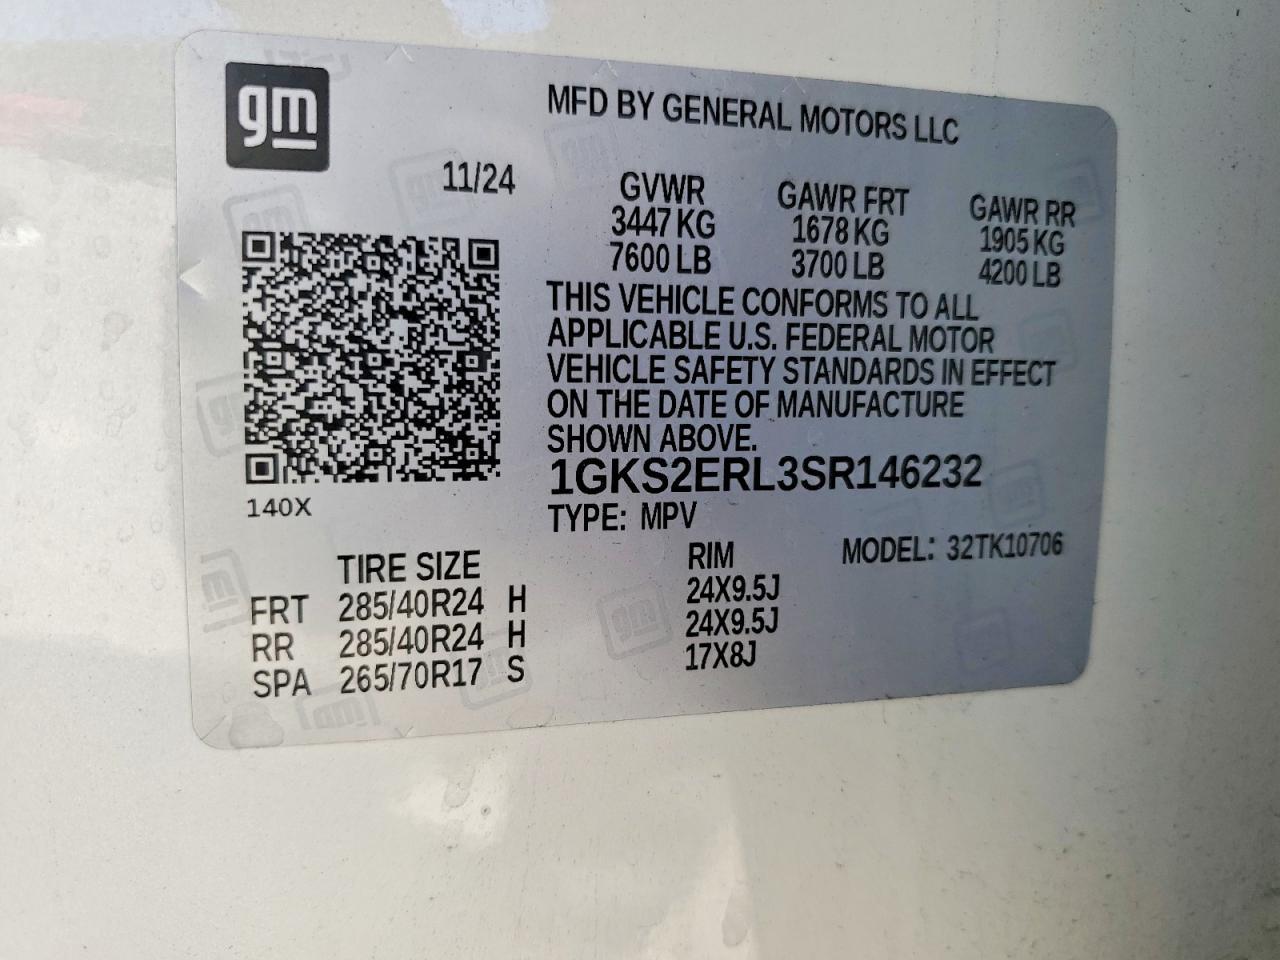 gm
MFD BY GENERAL MOTORS LLC
11/24
GVWR GAWR FRT GAWR RR
3447 KG 1678 KG 1905 KG
7600 LB 3700 LB 4200 LB
THIS VEHICLE CONFORMS TO ALL
APPLICABLE U.S. FEDERAL MOTOR
VEHICLE SAFETY STANDARDS IN EFFECT
ON THE DATE OF MANUFACTURE
SHOWN ABOVE.
1GKS2ERL3SR146232
140X
TYPE: MPV
MODEL: 32TK10706
TIRE SIZE RIM
FRT 285/40R24 H 24X9.5J
RR 285/40R24 H 24X9.5J
SPA 265/70R17 S 17X8J